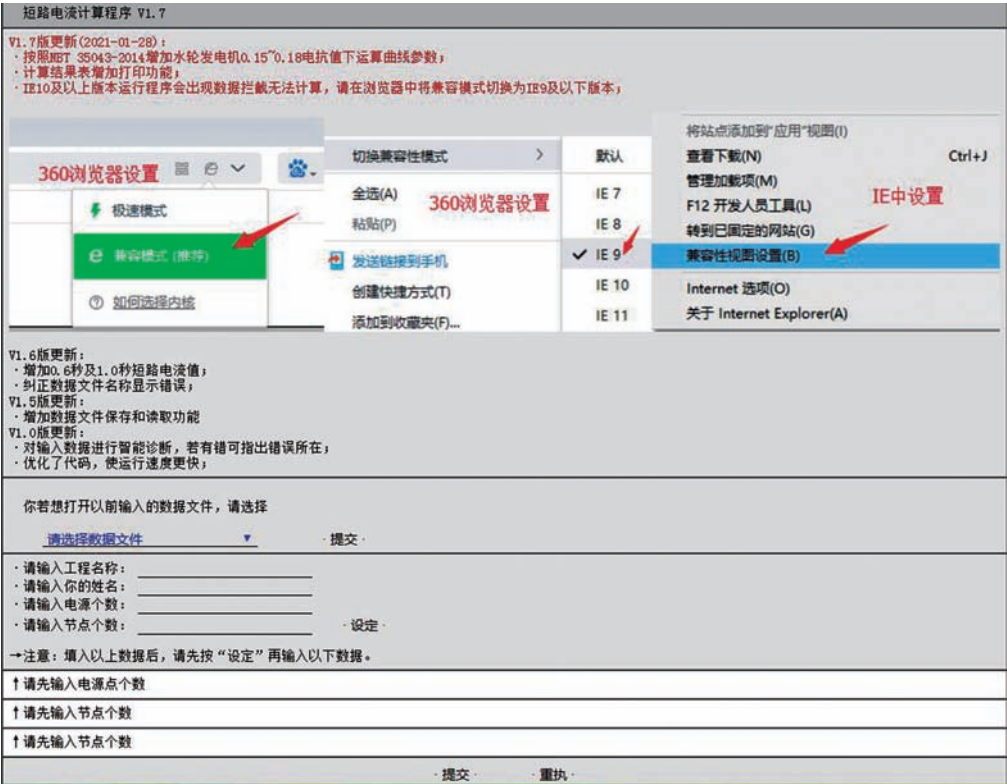 短路电流计算程序 V1.7
V1.7版更新(2021-01-28)：
·按照NBT 35043-2014增加水轮发电机0.15~0.18电抗值下运算曲线参数；
·计算结果表增加打印功能；
·IE10及以上版本运行程序会出现数据拦截无法计算，请在浏览器中将兼容模式切换为IE9及以下版本；
360浏览器设置
极速模式
兼容模式 (推荐)
如何选择内核
切换兼容性模式 >
全选(A)
360浏览器设置
粘贴(P)
发送链接到手机
创建快捷方式(T)
添加到收藏夹(F)...
默认
IE 7
IE 8
✓ IE 9
IE 10
IE 11
将站点添加到“应用”视图(I)
查看下载(N) Ctrl+J
管理加载项(M)
IE中设置
F12 开发人员工具(L)
转到已固定的网站(G)
兼容性视图设置(B)
Internet 选项(O)
关于 Internet Explorer(A)
V1.6版更新：
·增加0.6秒及1.0秒短路电流值；
·纠正数据文件名称显示错误；
V1.5版更新：
·增加数据文件保存和读取功能
V1.0版更新：
·对输入数据进行智能诊断，若有错可指出错误所在；
·优化了代码，使运行速度更快；
你若想打开以前输入的数据文件，请选择
请选择数据文件 ▼ ·提交·
·请输入工程名称：
·请输入你的姓名：
·请输入电源个数：
·请输入节点个数： ·设定·
→注意：填入以上数据后，请先按“设定”再输入以下数据。
↑请先输入电源点个数
↑请先输入节点个数
↑请先输入节点个数
·提交· ·重执·